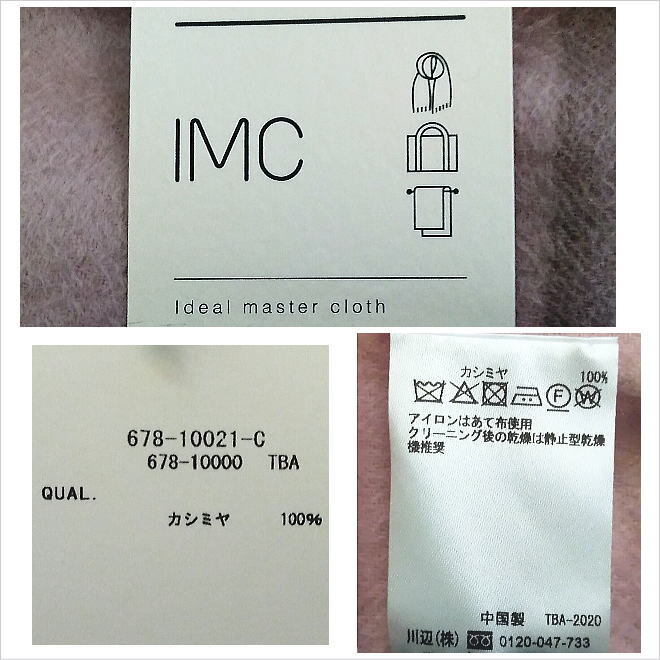 IMC
Ideal master cloth
678-10021-C
678-10000 TBA
QUAL.
カシミヤ 100%
カシミヤ 100%
F W
アイロンはあて布使用
クリーニング後の乾燥は静止型乾燥
機推奨
中国製 TBA-2020
川辺(株) 0120-047-733